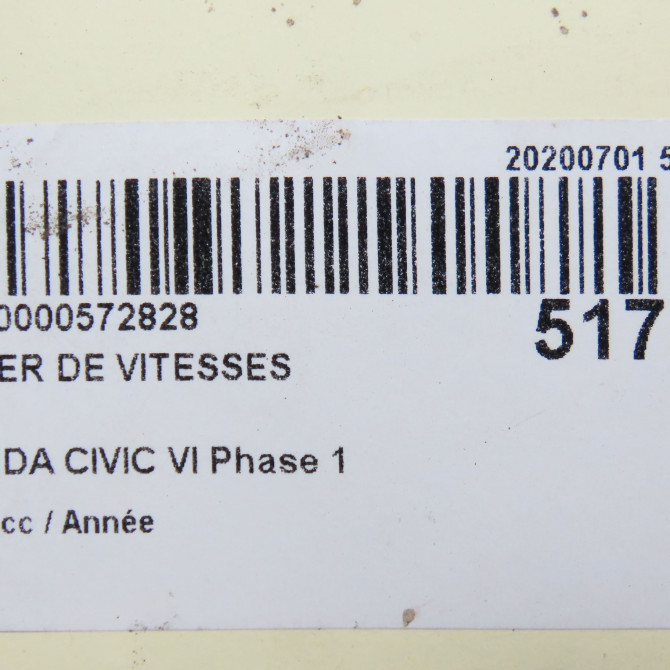 20200701 5
0000572828
517
ER DE VITESSES
DA CIVIC VI Phase 1
cc / Année